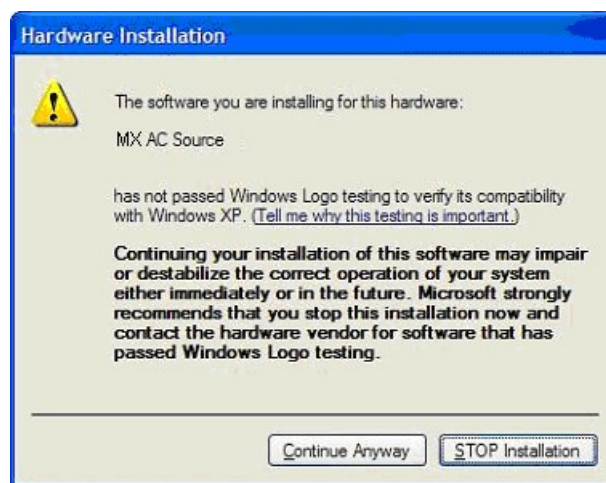 Hardware Installation
The software you are installing for this hardware:
MX AC Source
has not passed Windows Logo testing to verify its compatibility
with Windows XP. (Tell me why this testing is important.)
Continuing your installation of this software may impair
or destabilize the correct operation of your system
either immediately or in the future. Microsoft strongly
recommends that you stop this installation now and
contact the hardware vendor for software that has
passed Windows Logo testing.
Continue Anyway
STOP Installation